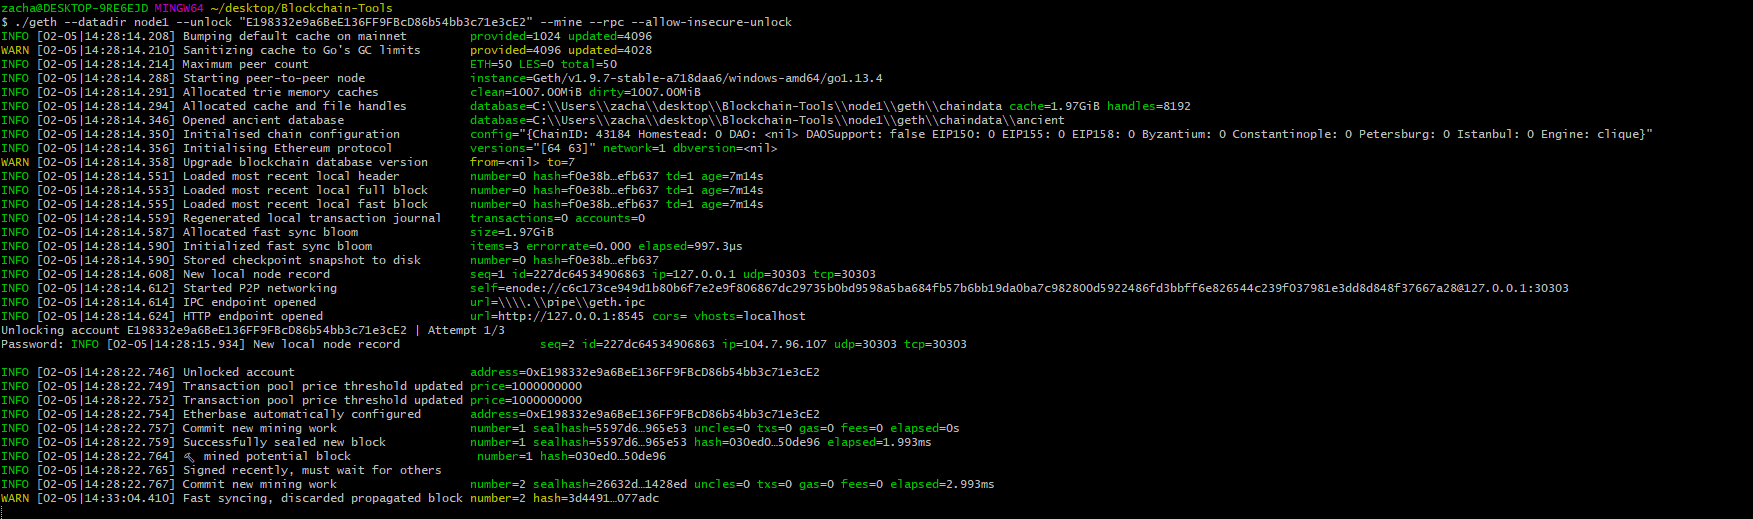 zacha@DESKTOP-9RE6EJD MINGW64 ~/desktop/Blockchain-Tools
$ ./geth --datadir node1 --unlock "E198332e9a6BeE136FF9FBcD86b54bb3c71e3cE2" --mine --rpc --allow-insecure-unlock
INFO [02-05|14:28:14.208] Bumping default cache on mainnet         provided=1024 updated=4096
WARN [02-05|14:28:14.210] Sanitizing cache to Go's GC limits       provided=4096 updated=4028
INFO [02-05|14:28:14.214] Maximum peer count                       ETH=50 LES=0 total=50
INFO [02-05|14:28:14.288] Starting peer-to-peer node               instance=Geth/v1.9.7-stable-a718daa6/windows-amd64/go1.13.4
INFO [02-05|14:28:14.291] Allocated trie memory caches             clean=1007.00MiB dirty=1007.00MiB
INFO [02-05|14:28:14.294] Allocated cache and file handles         database=C:\\Users\\zacha\\desktop\\Blockchain-Tools\\node1\\geth\\chaindata cache=1.97GiB handles=8192
INFO [02-05|14:28:14.346] Opened ancient database                  database=C:\\Users\\zacha\\desktop\\Blockchain-Tools\\node1\\geth\\chaindata\\ancient
INFO [02-05|14:28:14.350] Initialised chain configuration          config="{ChainID: 43184 Homestead: 0 DAO: <nil> DAOSupport: false EIP150: 0 EIP155: 0 EIP158: 0 Byzantium: 0 Constantinople: 0 Petersburg: 0 Istanbul: 0 Engine: clique}"
INFO [02-05|14:28:14.356] Initialising Ethereum protocol           versions="[64 63]" network=1 dbversion=<nil>
WARN [02-05|14:28:14.358] Upgrade blockchain database version      from=<nil> to=7
INFO [02-05|14:28:14.551] Loaded most recent local header          number=0 hash=f0e38b…efb637 td=1 age=7m14s
INFO [02-05|14:28:14.553] Loaded most recent local full block      number=0 hash=f0e38b…efb637 td=1 age=7m14s
INFO [02-05|14:28:14.555] Loaded most recent local fast block      number=0 hash=f0e38b…efb637 td=1 age=7m14s
INFO [02-05|14:28:14.559] Regenerated local transaction journal    transactions=0 accounts=0
INFO [02-05|14:28:14.587] Allocated fast sync bloom                size=1.97GiB
INFO [02-05|14:28:14.590] Initialized fast sync bloom              items=3 errorrate=0.000 elapsed=997.3µs
INFO [02-05|14:28:14.590] Stored checkpoint snapshot to disk       number=0 hash=f0e38b…efb637
INFO [02-05|14:28:14.608] New local node record                    seq=1 id=227dc64534906863 ip=127.0.0.1 udp=30303 tcp=30303
INFO [02-05|14:28:14.612] Started P2P networking                   self=enode://c6c173ce949d1b80b6f7e2e9f806867dc29735b0bd9598a5ba684fb57b6bb19da0ba7c982800d5922486fd3bbff6e826544c239f037981e3dd8d848f37667a28@127.0.0.1:30303
INFO [02-05|14:28:14.614] IPC endpoint opened                      url=\\\\.\\pipe\\geth.ipc
INFO [02-05|14:28:14.624] HTTP endpoint opened                     url=http://127.0.0.1:8545 cors= vhosts=localhost
Unlocking account E198332e9a6BeE136FF9FBcD86b54bb3c71e3cE2 | Attempt 1/3
Password: INFO [02-05|14:28:15.934] New local node record                    seq=2 id=227dc64534906863 ip=104.7.96.107 udp=30303 tcp=30303
INFO [02-05|14:28:22.746] Unlocked account                         address=0xE198332e9a6BeE136FF9FBcD86b54bb3c71e3cE2
INFO [02-05|14:28:22.749] Transaction pool price threshold updated price=1000000000
INFO [02-05|14:28:22.752] Transaction pool price threshold updated price=1000000000
INFO [02-05|14:28:22.754] Etherbase automatically configured       address=0xE198332e9a6BeE136FF9FBcD86b54bb3c71e3cE2
INFO [02-05|14:28:22.757] Commit new mining work                   number=1 sealhash=5597d6…965e53 uncles=0 txs=0 gas=0 fees=0 elapsed=0s
INFO [02-05|14:28:22.759] Successfully sealed new block            number=1 sealhash=5597d6…965e53 hash=030ed0…50de96 elapsed=1.993ms
INFO [02-05|14:28:22.764] 🔨 mined potential block                  number=1 hash=030ed0…50de96
INFO [02-05|14:28:22.765] Signed recently, must wait for others
INFO [02-05|14:28:22.767] Commit new mining work                   number=2 sealhash=26632d…1428ed uncles=0 txs=0 gas=0 fees=0 elapsed=2.993ms
WARN [02-05|14:33:04.410] Fast syncing, discarded propagated block number=2 hash=3d4491…077adc